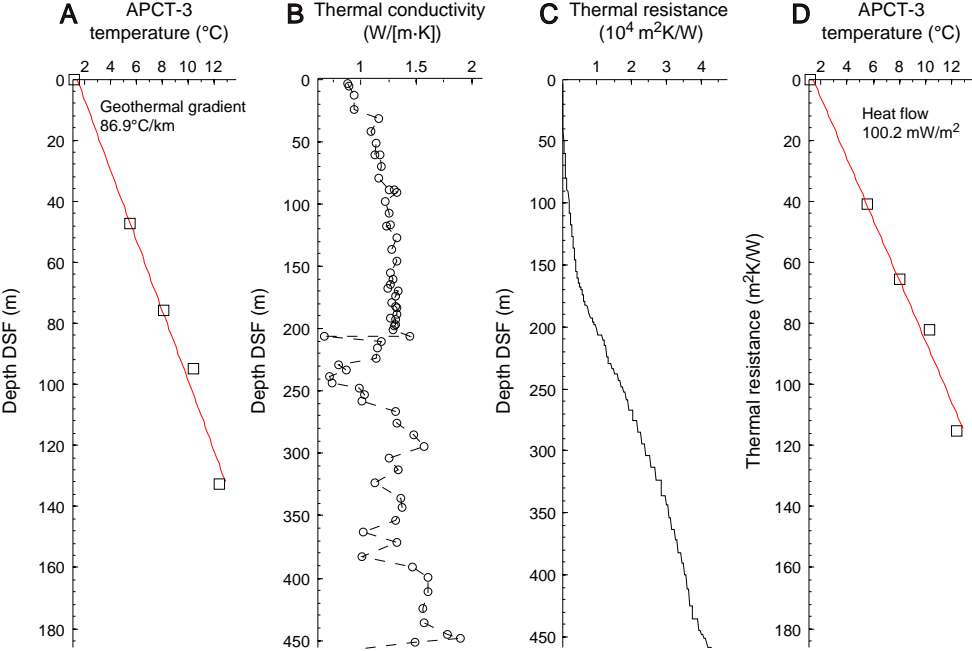 A
APCT-3
temperature (°C)
2 4 6 8 10 12
0
20
40
60
80
100
120
140
160
180
Depth DSF (m)
Geothermal gradient
86.9°C/km
B
Thermal conductivity
(W/[m·K])
1 1.5 2
0
50
100
150
200
250
300
350
400
450
Depth DSF (m)
C
Thermal resistance
(10⁴ m²K/W)
1 2 3 4
0
50
100
150
200
250
300
350
400
450
Depth DSF (m)
D
APCT-3
temperature (°C)
2 4 6 8 10 12
0
20
40
60
80
100
120
140
160
180
Thermal resistance (m²K/W)
Heat flow
100.2 mW/m²